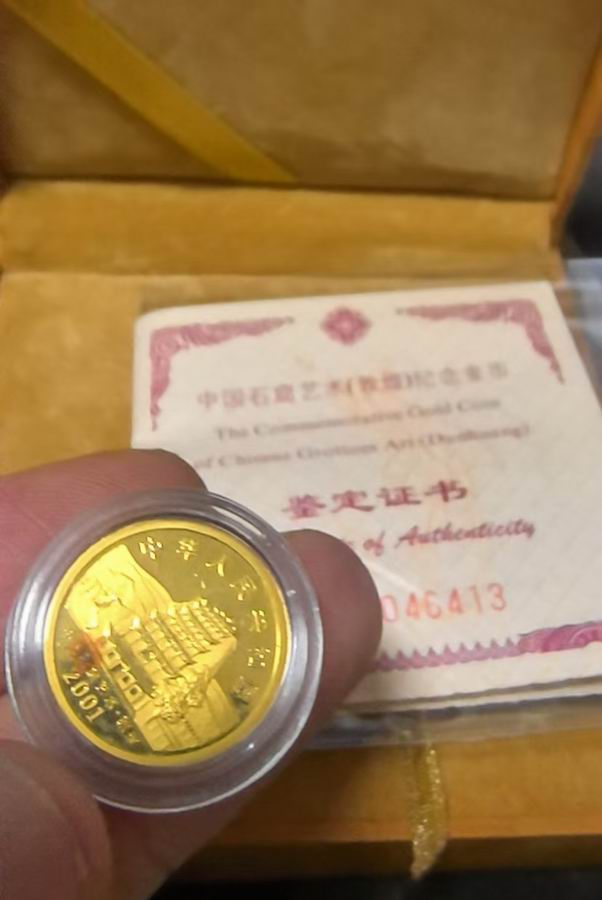 中国石窟艺术(敦煌)纪念金币
The Commemorative Gold Coin
of Chinese Grottoes Art (Dunhuang)
鉴定证书
of Authenticity
046413
中华人民共和国
2001